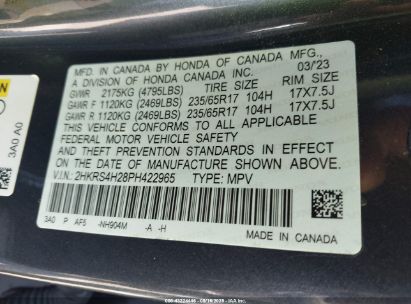 MFD. IN CANADA BY HONDA OF CANADA MFG.,
A DIVISION OF HONDA CANADA INC. 03/23
GVWR 2175KG (4795LBS) TIRE SIZE RIM SIZE
GAWR F 1120KG (2469LBS) 235/65R17 104H 17X7.5J
GAWR R 1120KG (2469LBS) 235/65R17 104H 17X7.5J
THIS VEHICLE CONFORMS TO ALL APPLICABLE
FEDERAL MOTOR VEHICLE SAFETY
AND THEFT PREVENTION STANDARDS IN EFFECT
ON THE DATE OF MANUFACTURE SHOWN ABOVE.
V.I.N.: 2HKRS4H28PH422965 TYPE: MPV
3A0 P AF5 -NH904M -A -H
MADE IN CANADA
3A0 A0